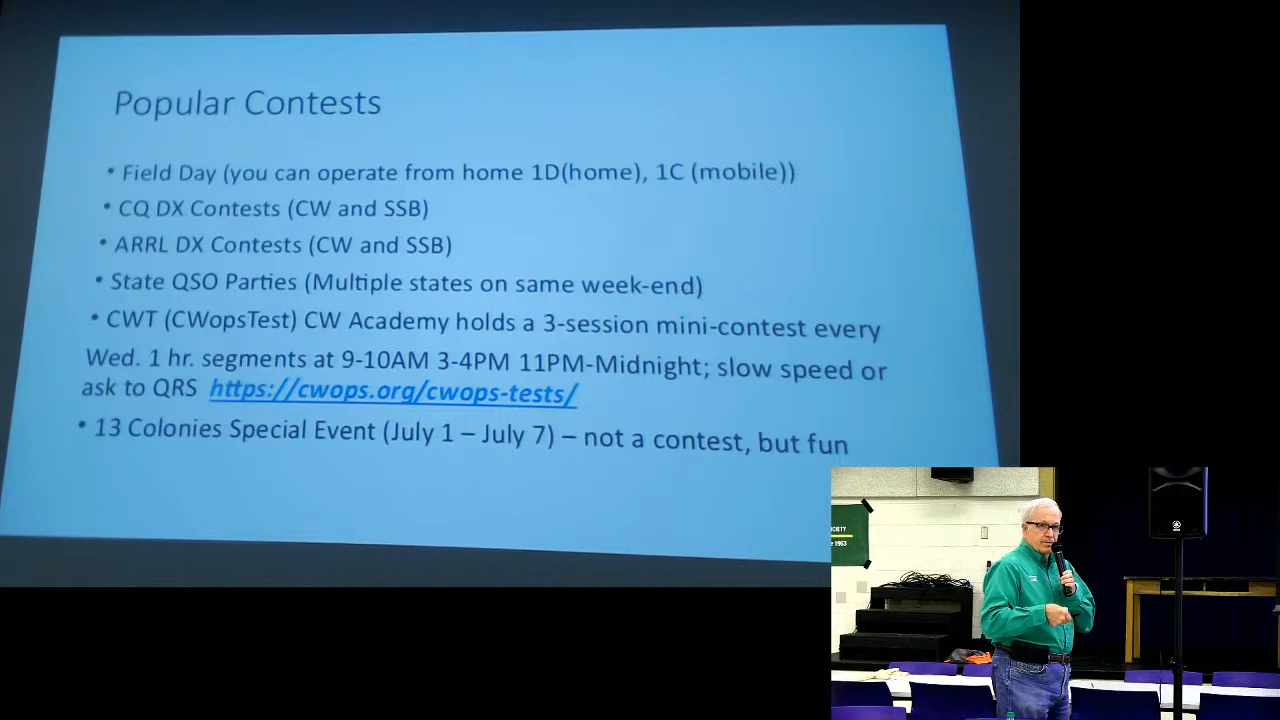 Popular Contests
• Field Day (you can operate from home 1D(home), 1C (mobile))
• CQ DX Contests (CW and SSB)
• ARRL DX Contests (CW and SSB)
• State QSO Parties (Multiple states on same week-end)
• CWT (CWopsTest) CW Academy holds a 3-session mini-contest every
Wed. 1 hr. segments at 9-10AM 3-4PM 11PM-Midnight; slow speed or
ask to QRS https://cwops.org/cwops-tests/
• 13 Colonies Special Event (July 1 – July 7) – not a contest, but fun
1963